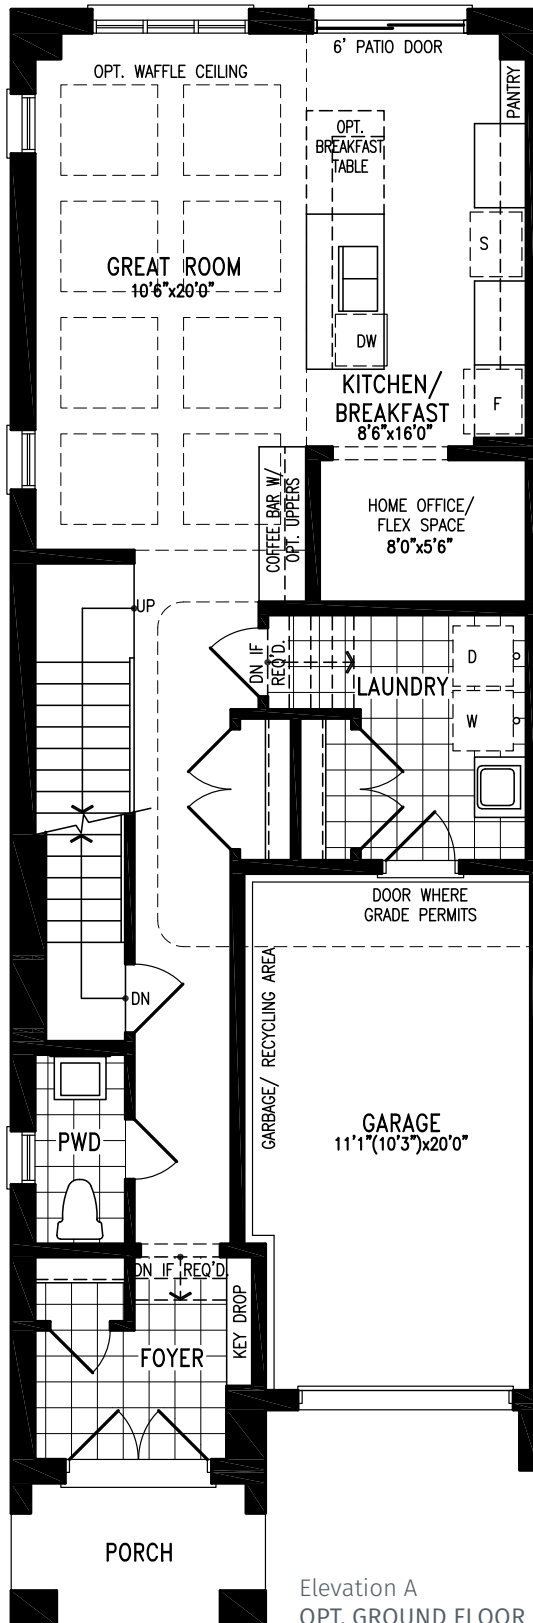 6' PATIO DOOR
OPT. WAFFLE CEILING
PANTRY
OPT.
BREAKFAST
TABLE
S
GREAT ROOM
10'6"x20'0"
DW
KITCHEN/
BREAKFAST
8'6"x16'0"
F
COFFEE BAR W/
OPT. UPPERS
HOME OFFICE/
FLEX SPACE
8'0"x5'6"
UP
DN IF
REQ'D.
D
LAUNDRY
W
DOOR WHERE
GRADE PERMITS
DN
GARBAGE/ RECYCLING AREA
GARAGE
11'1"(10'3")x20'0"
PWD
DN IF REQ'D.
KEY DROP
FOYER
PORCH
Elevation A
OPT. GROUND FLOOR